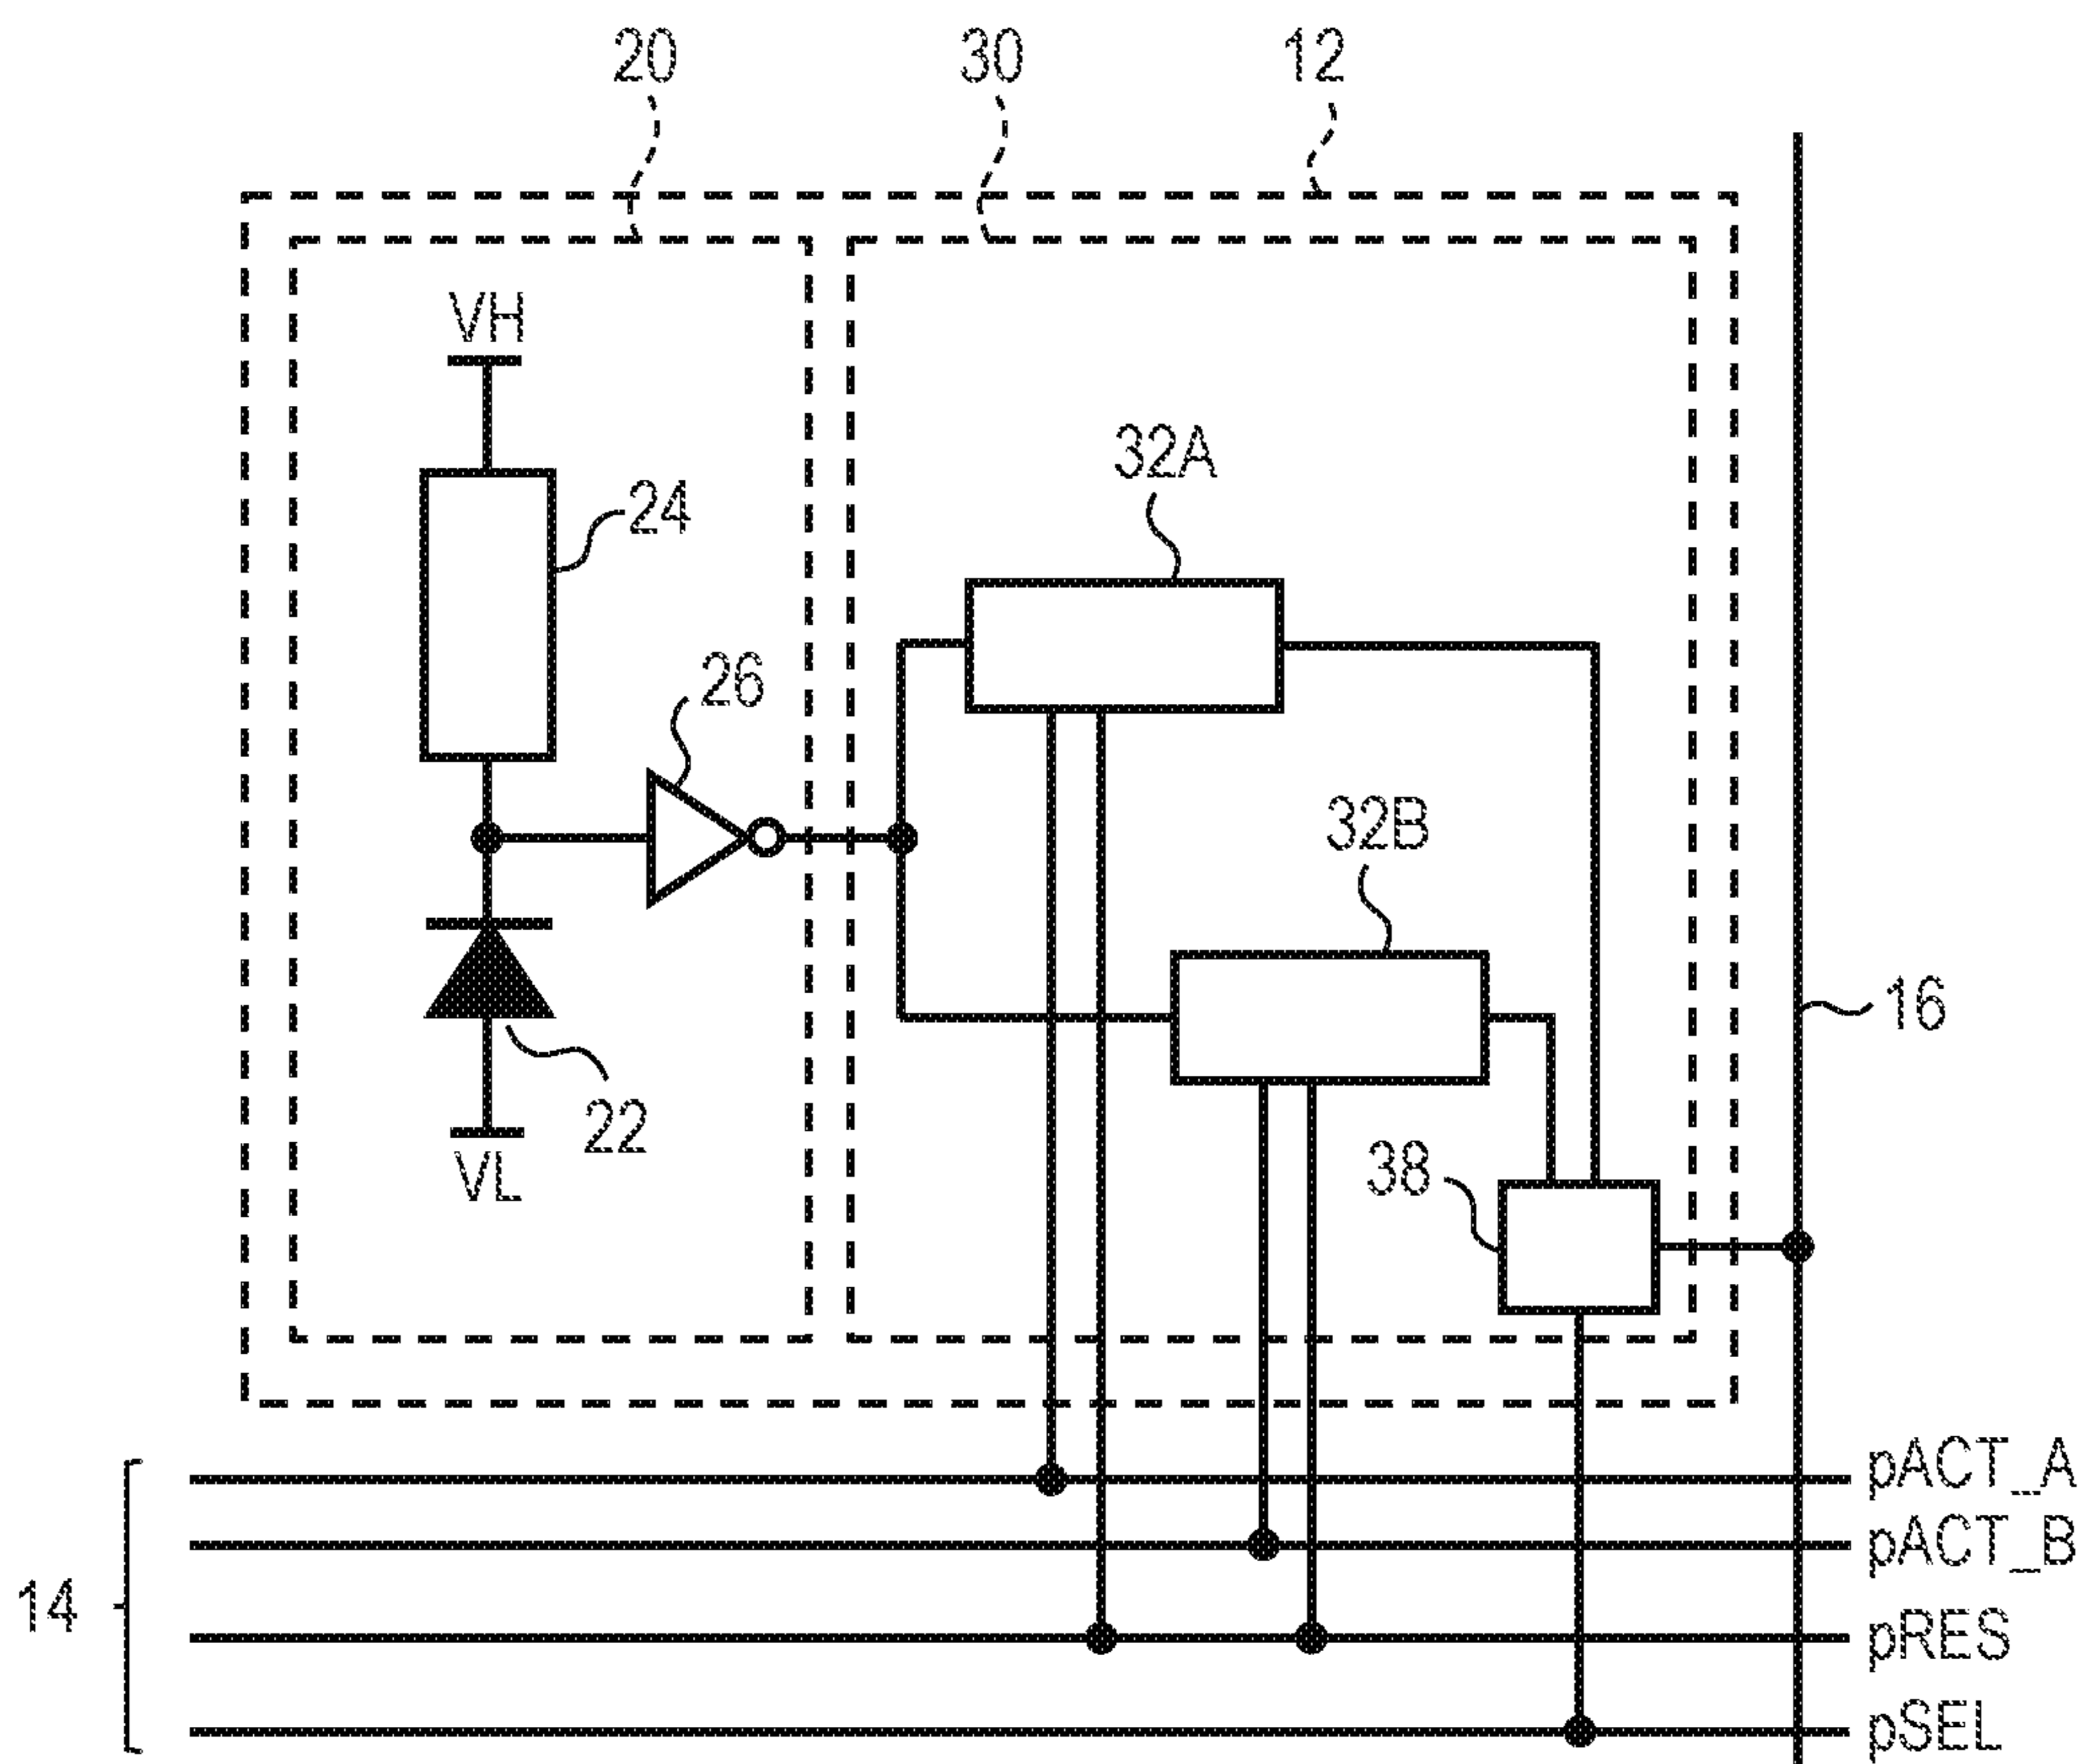 20
30
12
VH
24
32A
26
32B
16
22
38
VL
pACT_A
pACT_B
14
pRES
pSEL